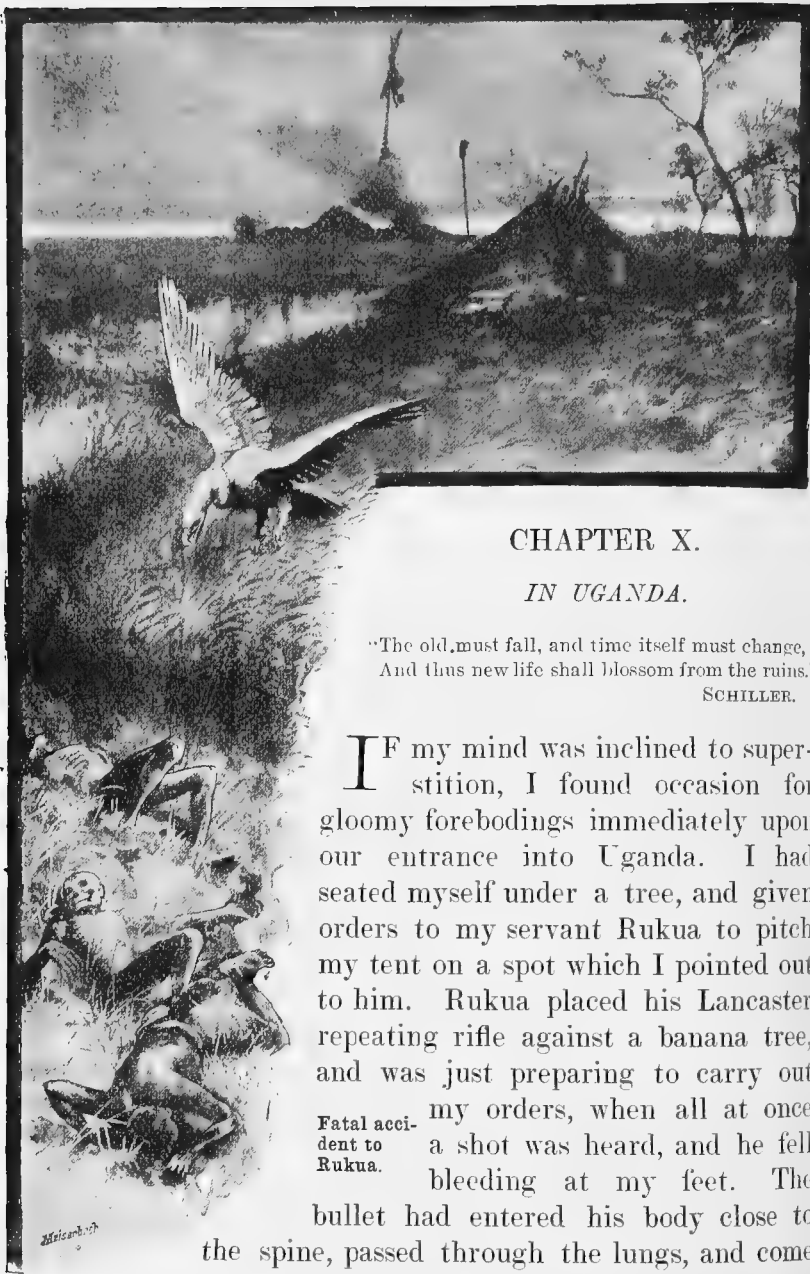 CHAPTER X.
IN UGANDA.
"The old must fall, and time itself must change,
And thus new life shall blossom from the ruins.
SCHILLER.
IF my mind was inclined to super-
stition, I found occasion for
gloomy forebodings immediately upon
our entrance into Uganda. I had
seated myself under a tree, and given
orders to my servant Rukua to pitch
my tent on a spot which I pointed out
to him. Rukua placed his Lancaster
repeating rifle against a banana tree,
and was just preparing to carry out
my orders, when all at once
Fatal acci-
dent to
Rukua.
a shot was heard, and he fell
bleeding at my feet. The
bullet had entered his body close to
the spine, passed through the lungs, and come
Meisenbach